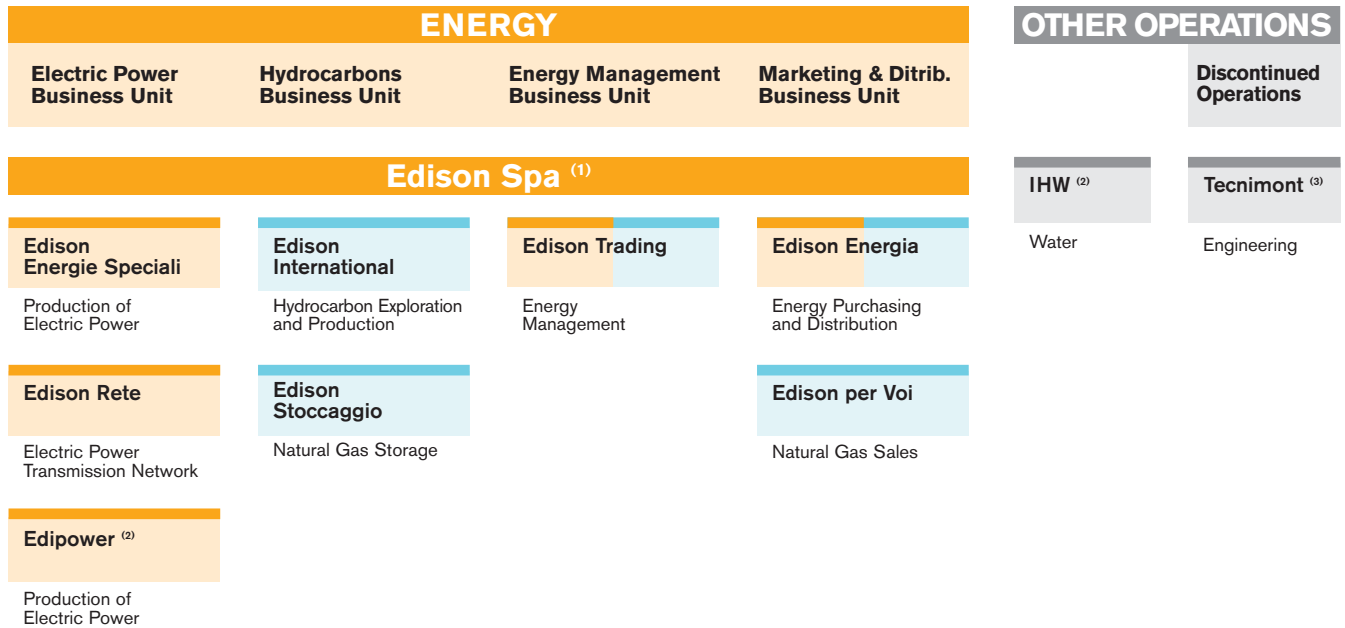 ENERGY
OTHER OPERATIONS
Electric Power
Business Unit
Hydrocarbons
Business Unit
Energy Management
Business Unit
Marketing & Ditrib.
Business Unit
Discontinued
Operations
Edison Spa (1)
IHW (2)
Water
Tecnimont (3)
Engineering
Edison
Energie Speciali
Production of
Electric Power
Edison
International
Hydrocarbon Exploration
and Production
Edison Trading
Energy
Management
Edison Energia
Energy Purchasing
and Distribution
Edison Rete
Electric Power
Transmission Network
Edison
Stoccaggio
Natural Gas Storage
Edison per Voi
Natural Gas Sales
Edipower (2)
Production of
Electric Power